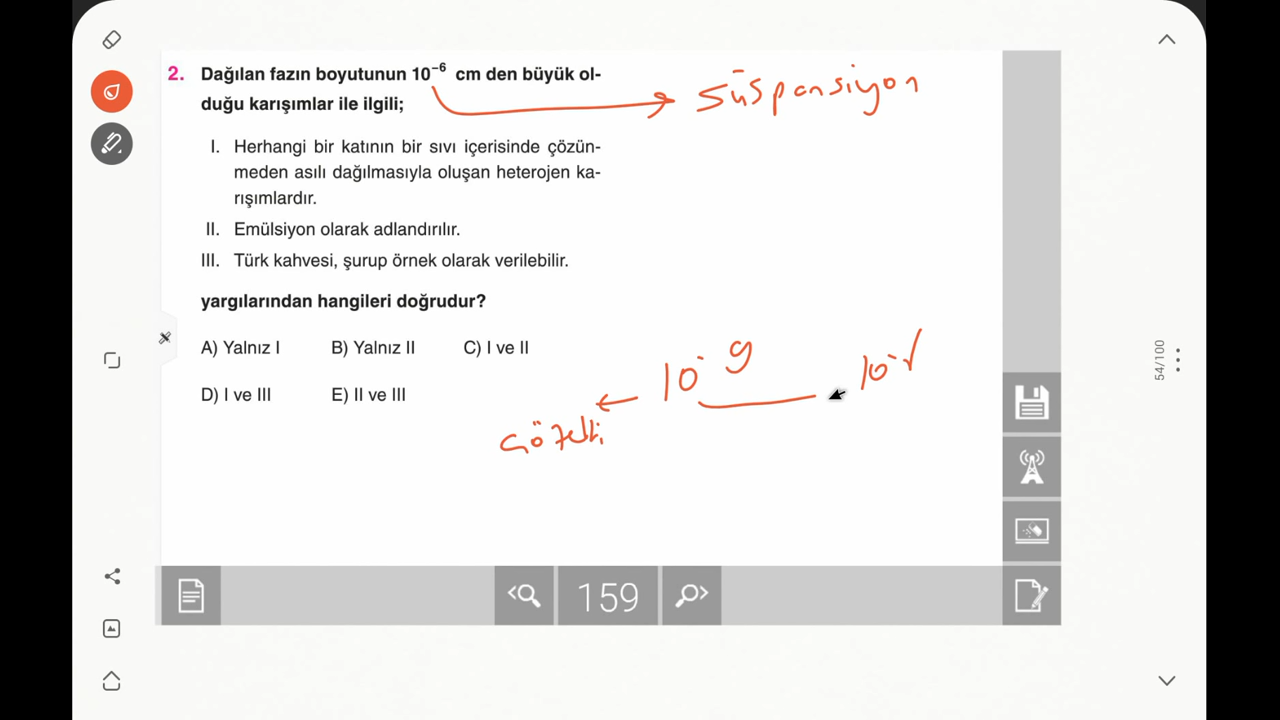 2. Dağılan fazın boyutunun 10⁻⁶ cm den büyük ol-
duğu karışımlar ile ilgili;
süspansiyon
I. Herhangi bir katının bir sıvı içerisinde çözün-
meden asılı dağılmasıyla oluşan heterojen ka-
rışımlardır.
II. Emülsiyon olarak adlandırılır.
III. Türk kahvesi, şurup örnek olarak verilebilir.
yargılarından hangileri doğrudur?
A) Yalnız I B) Yalnız II C) I ve II
D) I ve III E) II ve III
10⁻⁹
çözelti
159
54/100